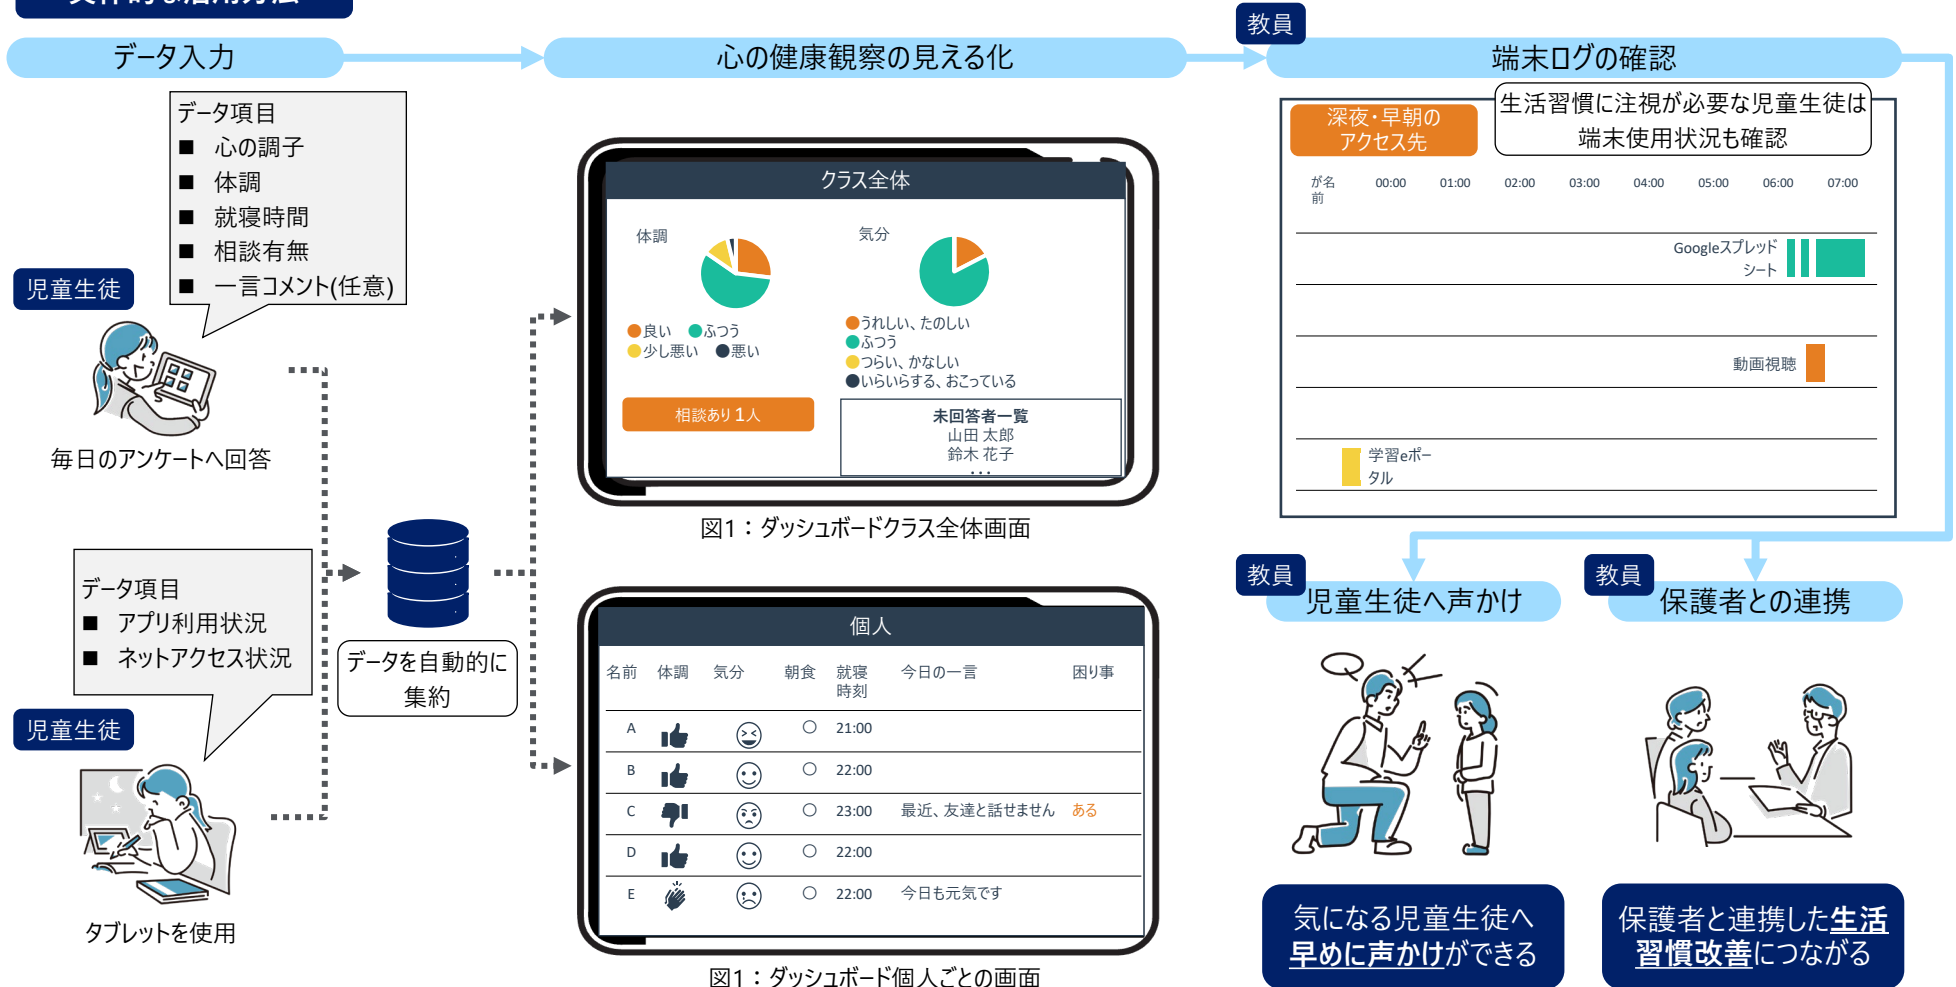 データ入力
心の健康観察の見える化
教員
端末ログの確認
データ項目
■ 心の調子
■ 体調
■ 就寝時間
■ 相談有無
■ 一言コメント(任意)
児童生徒
毎日のアンケートへ回答
データ項目
■ アプリ利用状況
■ ネットアクセス状況
児童生徒
タブレットを使用
データを自動的に
集約
クラス全体
体調
気分
●良い ●ふつう
●少し悪い ●悪い
●うれしい、たのしい
●ふつう
●つらい、かなしい
●いらいらする、おこっている
相談あり1人
未回答者一覧
山田 太郎
鈴木 花子
・・・
図1：ダッシュボードクラス全体画面
個人
名前 体調 気分 朝食 就寝 今日の一言 困り事
時刻
A 〇 21:00
B 〇 22:00
C 〇 23:00 最近、友達と話せません ある
D 〇 22:00
E 〇 22:00 今日も元気です
図1：ダッシュボード個人ごとの画面
深夜・早朝の
アクセス先
生活習慣に注視が必要な児童生徒は
端末使用状況も確認
が名 00:00 01:00 02:00 03:00 04:00 05:00 06:00 07:00
前
Googleスプレッド
シート
動画視聴
学習eポー
タル
教員
児童生徒へ声かけ
教員
保護者との連携
気になる児童生徒へ
早めに声かけができる
保護者と連携した生活
習慣改善につながる